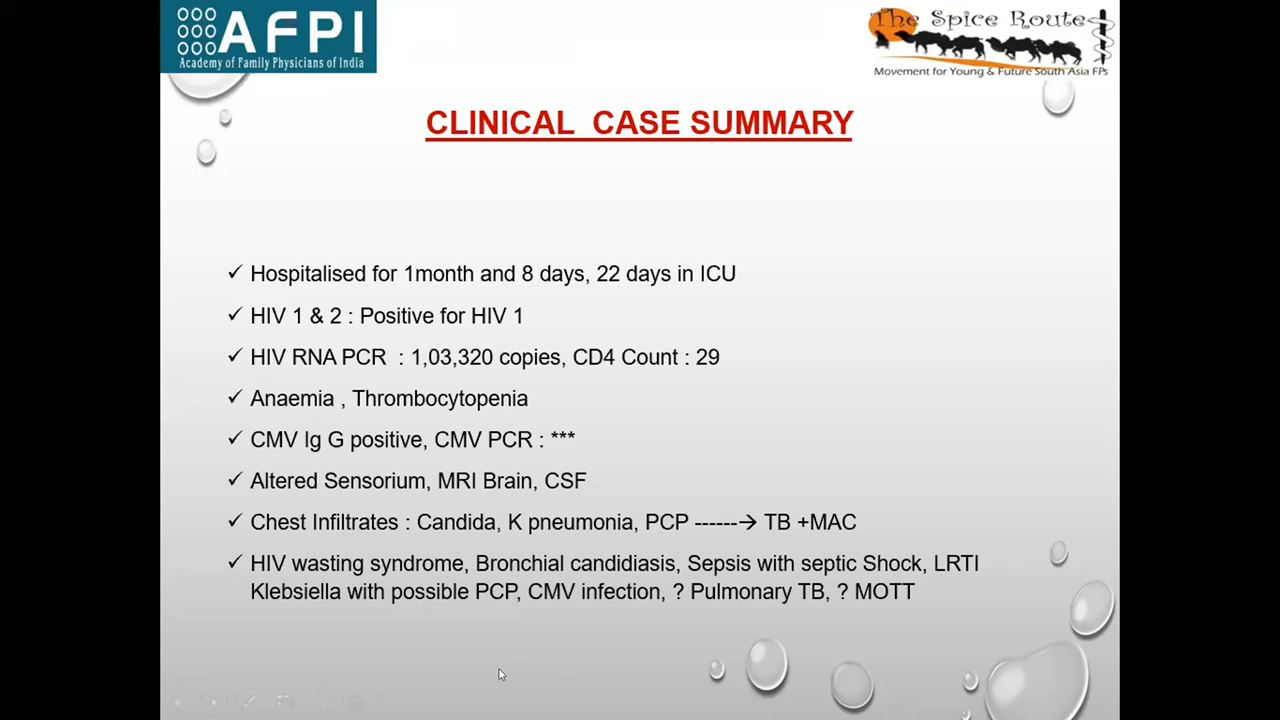 AFPI
Academy of Family Physicians of India
The Spice Route
Movement for Young & Future South Asia FPs
CLINICAL CASE SUMMARY
✓ Hospitalised for 1month and 8 days, 22 days in ICU
✓ HIV 1 & 2 : Positive for HIV 1
✓ HIV RNA PCR : 1,03,320 copies, CD4 Count : 29
✓ Anaemia , Thrombocytopenia
✓ CMV Ig G positive, CMV PCR : ***
✓ Altered Sensorium, MRI Brain, CSF
✓ Chest Infiltrates : Candida, K pneumonia, PCP ------→ TB +MAC
✓ HIV wasting syndrome, Bronchial candidiasis, Sepsis with septic Shock, LRTI
Klebsiella with possible PCP, CMV infection, ? Pulmonary TB, ? MOTT